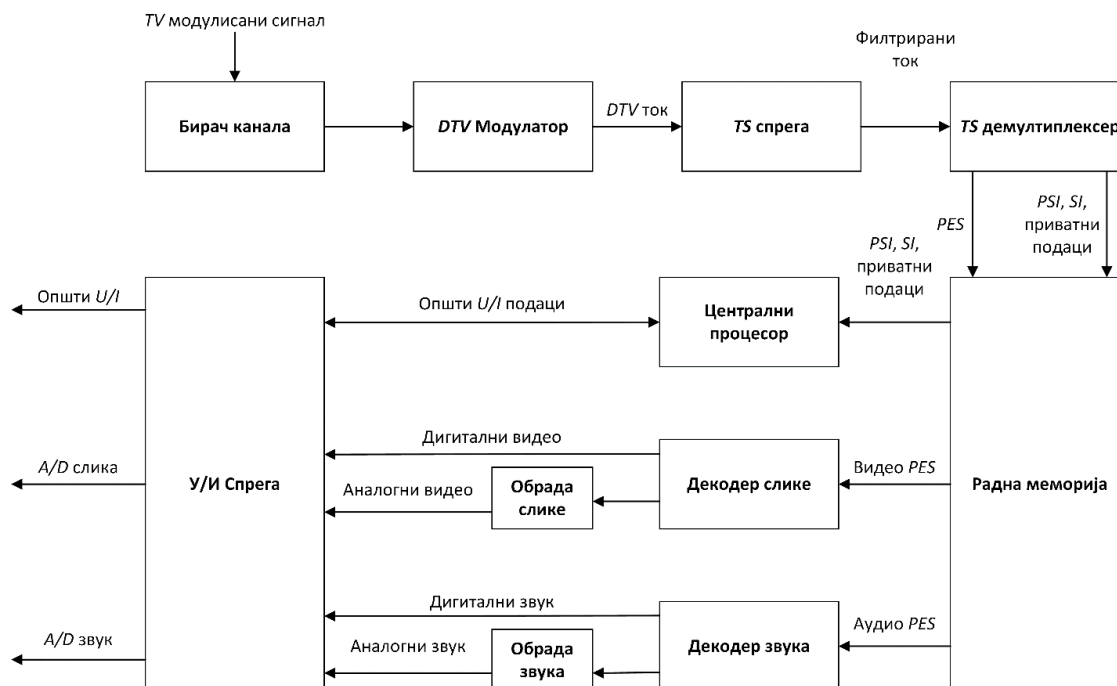 TV модулисани сигнал
Филтрирани
ток
Бирач канала
DTV Модулатор
DTV ток
TS спрега
TS демултиплексер
PES
PSI, SI,
приватни
подаци
PSI, SI,
приватни
подаци
Општи U/I
Општи U/I подаци
Централни
процесор
Дигитални видео
A/D слика
У/И Спрега
Аналогни видео
Обрада
слике
Декодер слике
Видео PES
Радна меморија
Дигитални звук
A/D звук
Аналогни звук
Обрада
звука
Декодер звука
Аудио PES